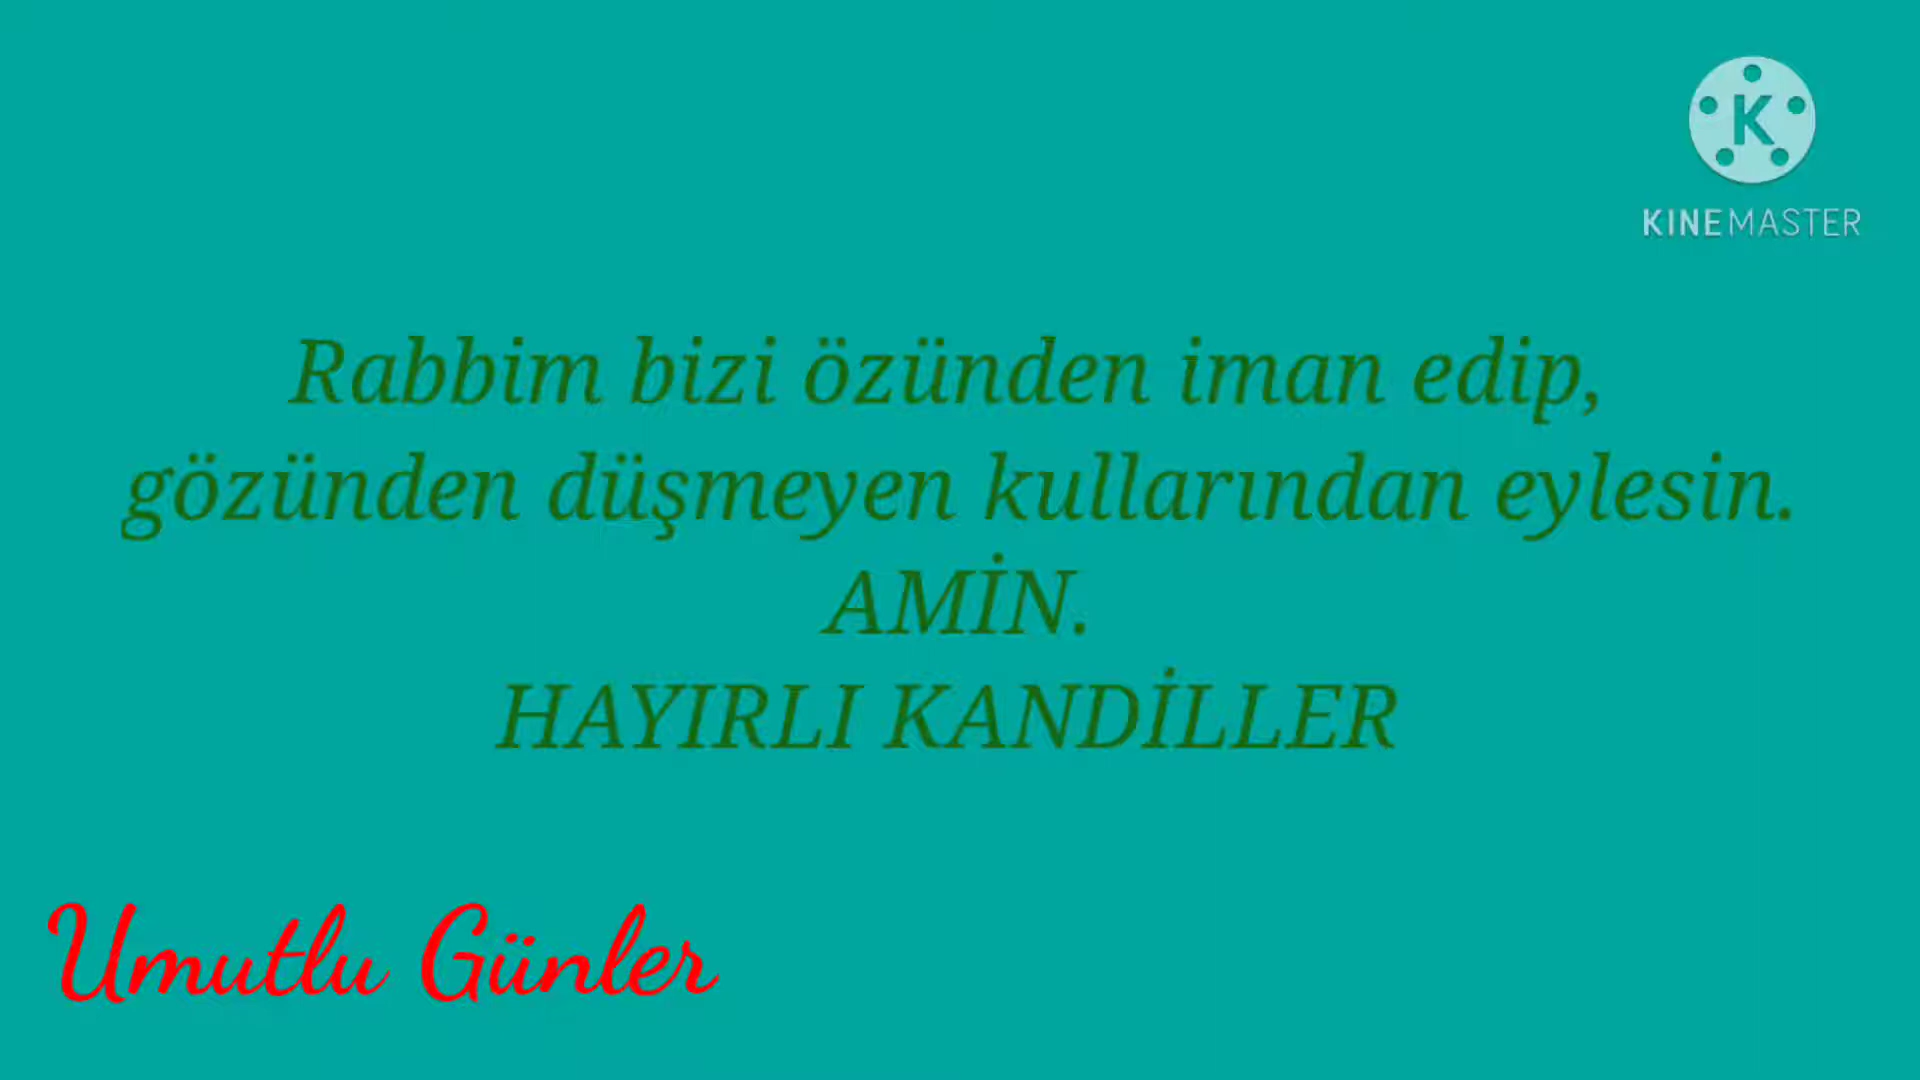 KINEMASTER
Rabbim bizi özünden iman edip,
gözünden düşmeyen kullarından eylesin.
AMİN.
HAYIRLI KANDİLLER
Umutlu Günler